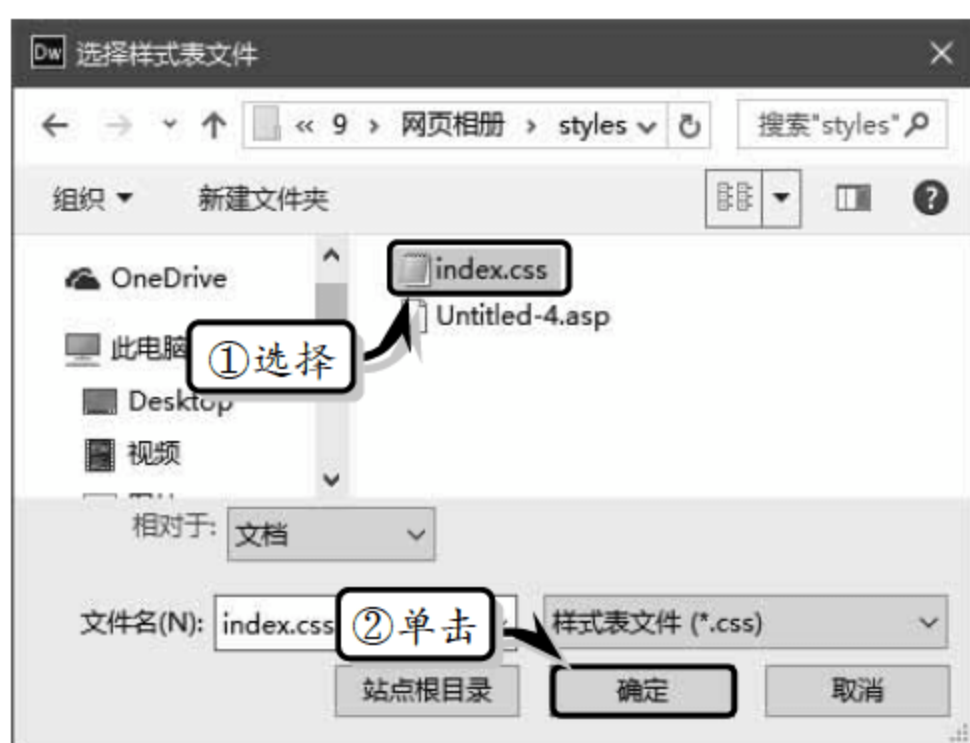 Dw 选择样式表文件
« 9 › 网页相册 › styles 搜索"styles"
组织 新建文件夹
OneDrive
index.css
Untitled-4.asp
此电脑
①选择
Desktop
视频
相对于: 文档
文件名(N): index.css
②单击
样式表文件 (*.css)
站点根目录 确定 取消